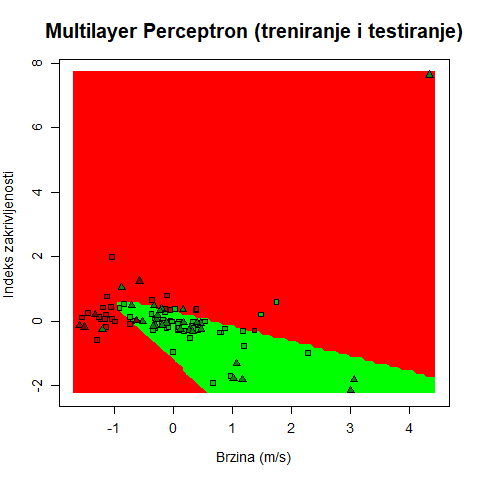 Multilayer Perceptron (treniranje i testiranje)
Indeks zakrivljenosti
8
6
4
2
0
-2
-1 0 1 2 3 4
Brzina (m/s)